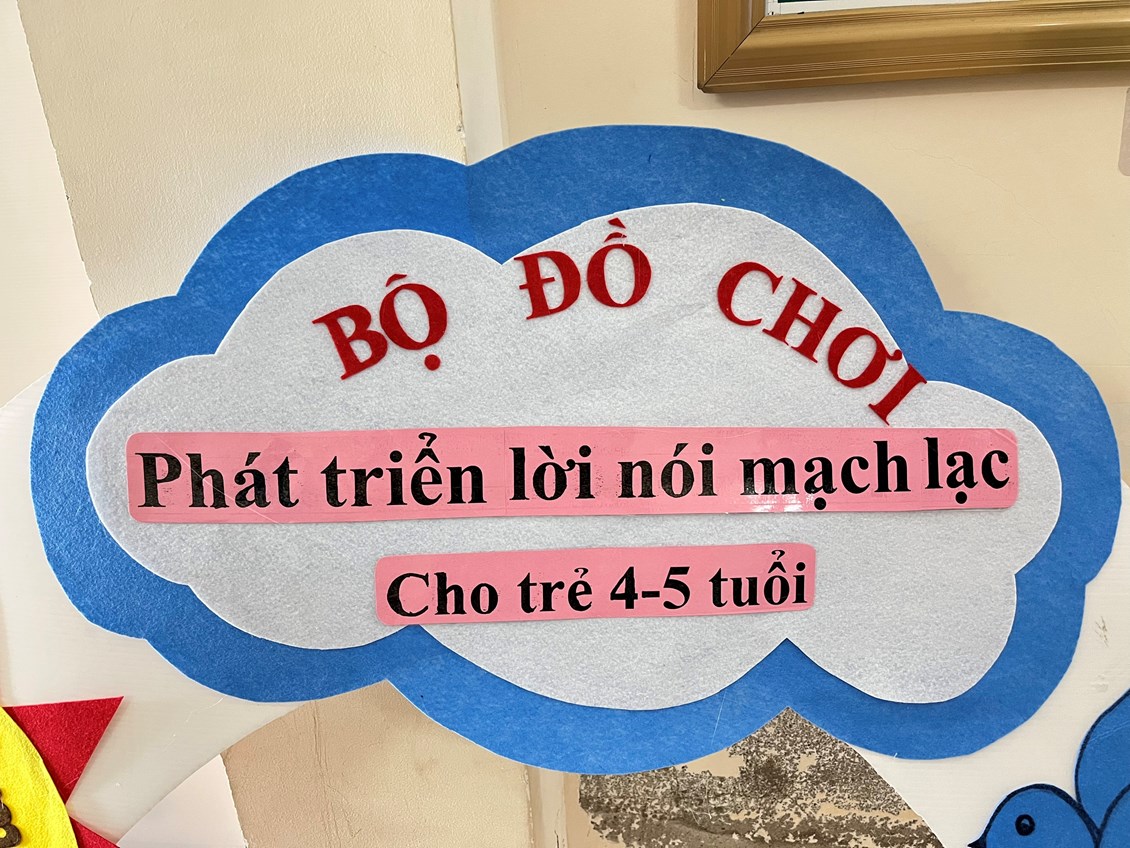 BỘ ĐỒ CHƠI
Phát triển lời nói mạch lạc
Cho trẻ 4-5 tuổi